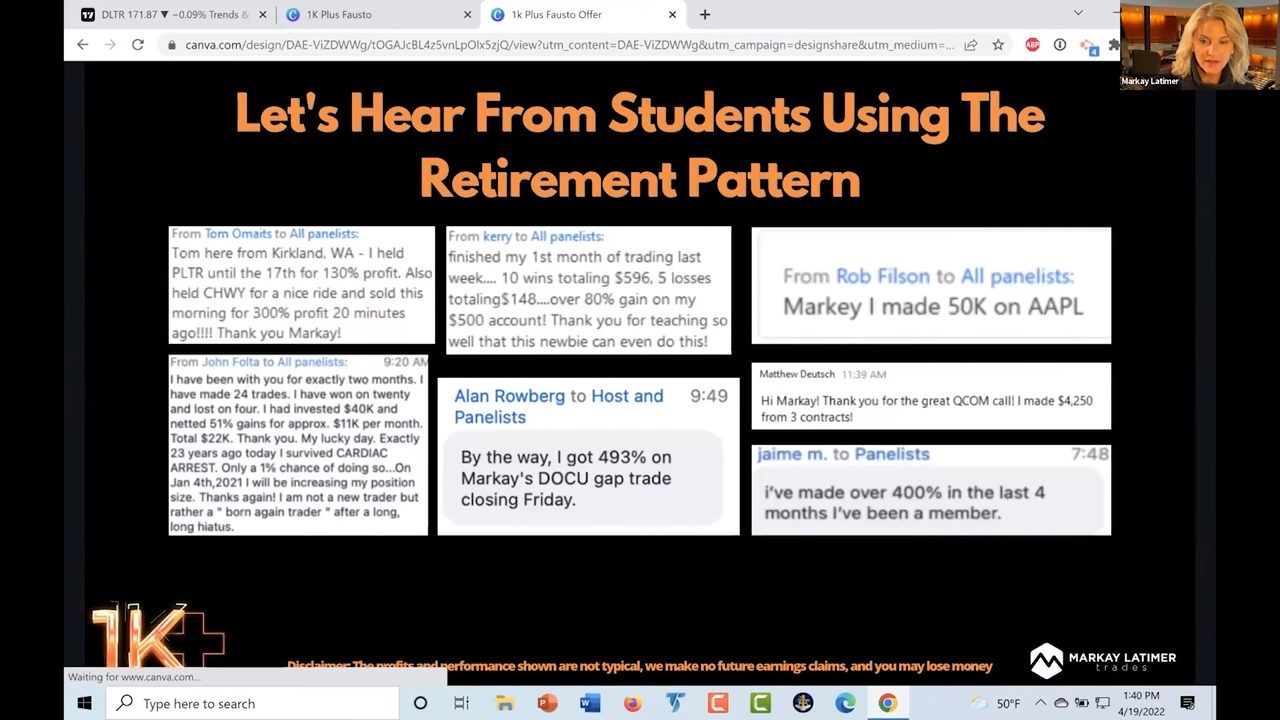 DLTR 171.87 ▼ −0.09% Trends &
1K Plus Fausto
1k Plus Fausto Offer
canva.com/design/DAE-ViZDWWg/tOGAJcBL4z5vnLpOIx5zjQ/view?utm_content=DAE-ViZDWWg&utm_campaign=designshare&utm_medium=...
ABP
4
Markay Latimer
Let's Hear From Students Using The
Retirement Pattern
From Tom Omaits to All panelists:
Tom here from Kirkland, WA - I held
PLTR until the 17th for 130% profit. Also
held CHWY for a nice ride and sold this
morning for 300% profit 20 minutes
ago!!!! Thank you Markay!
From kerry to All panelists:
finished my 1st month of trading last
week.... 10 wins totaling $596, 5 losses
totaling$148....over 80% gain on my
$500 account! Thank you for teaching so
well that this newbie can even do this!
From Rob Filson to All panelists:
Markey I made 50K on AAPL
From John Folta to All panelists: 9:20 AM
I have been with you for exactly two months. I
have made 24 trades. I have won on twenty
and lost on four. I had invested $40K and
netted 51% gains for approx. $11K per month.
Total $22K. Thank you. My lucky day. Exactly
23 years ago today I survived CARDIAC
ARREST. Only a 1% chance of doing so...On
Jan 4th,2021 I will be increasing my position
size. Thanks again! I am not a new trader but
rather a " born again trader " after a long,
long hiatus.
Alan Rowberg to Host and 9:49
Panelists
By the way, I got 493% on
Markay's DOCU gap trade
closing Friday.
Matthew Deutsch 11:39 AM
Hi Markay! Thank you for the great QCOM call! I made $4,250
from 3 contracts!
jaime m. to Panelists 7:48
i've made over 400% in the last 4
months I've been a member.
1K+
Disclaimer: The profits and performance shown are not typical, we make no future earnings claims, and you may lose money
MARKAY LATIMER
trades
Waiting for www.canva.com...
Type here to search
50°F
1:40 PM
4/19/2022